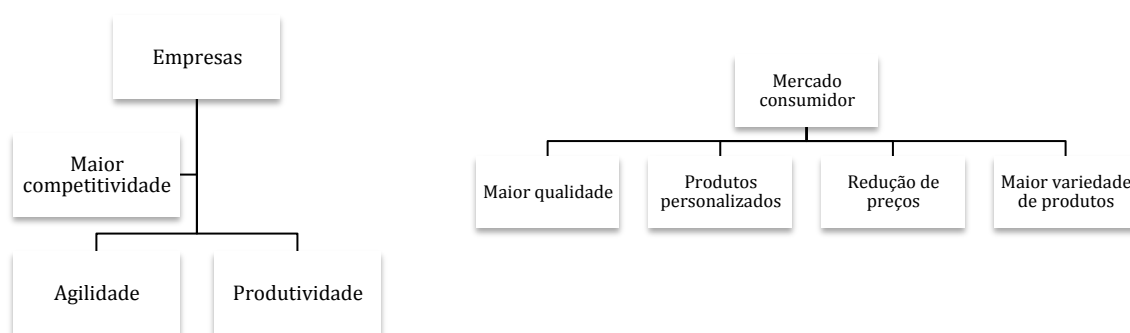 Empresas
Maior
competitividade
Agilidade
Produtividade
Mercado
consumidor
Maior qualidade
Produtos
personalizados
Redução de
preços
Maior variedade
de produtos